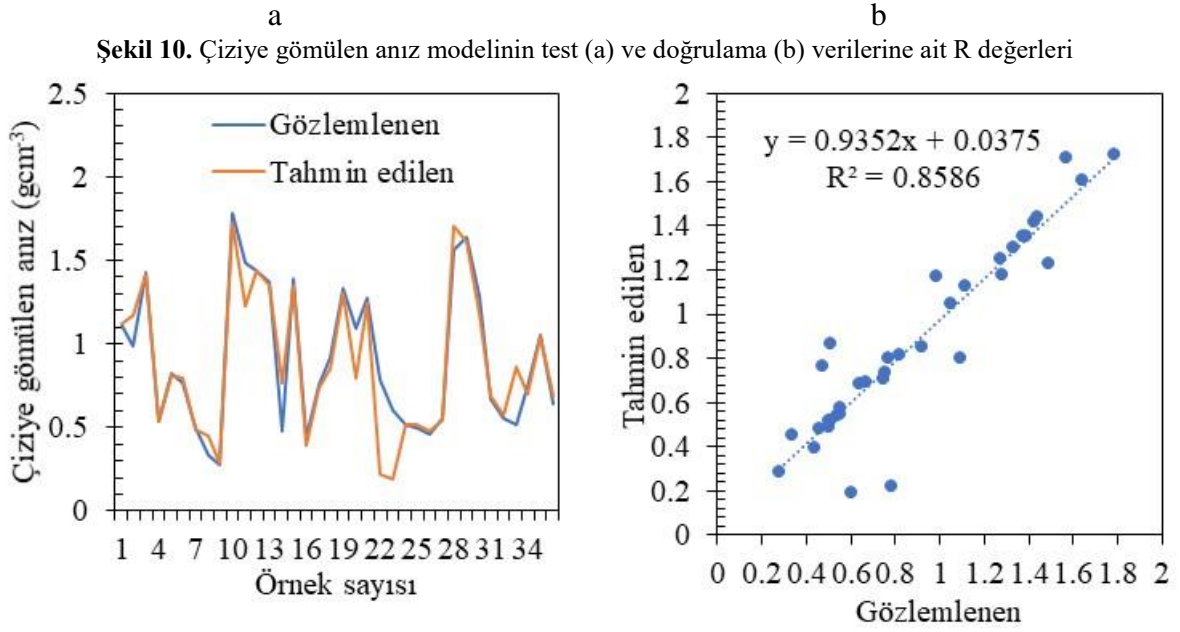 a
b
Şekil 10. Çiziye gömülen anız modelinin test (a) ve doğrulama (b) verilerine ait R değerleri
Çiziye gömülen anız (gcm-3)
2.5
2
1.5
1
0.5
0
Gözlemlenen
Tahmin edilen
1 4 7 10 13 16 19 22 25 28 31 34
Örnek sayısı
Tahmin edilen
2
1.8
1.6
1.4
1.2
1
0.8
0.6
0.4
0.2
0
y = 0.9352x + 0.0375
R² = 0.8586
0 0.2 0.4 0.6 0.8 1 1.2 1.4 1.6 1.8 2
Gözlemlenen